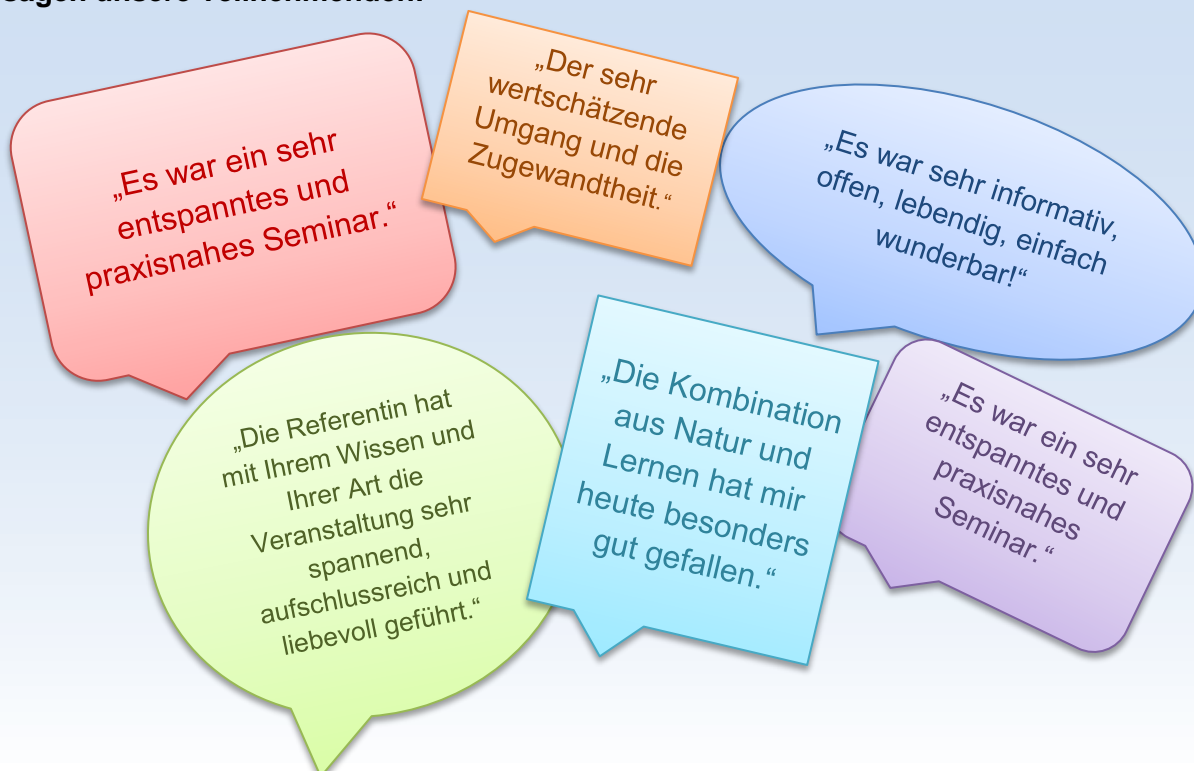 sagen unsere Teilnehmenden:
„Es war ein sehr
entspanntes und
praxisnahes Seminar.“
„Der sehr
wertschätzende
Umgang und die
Zugewandtheit.“
„Es war sehr informativ,
offen, lebendig, einfach
wunderbar!“
„Die Referentin hat
mit Ihrem Wissen und
Ihrer Art die
Veranstaltung sehr
spannend,
aufschlussreich und
liebevoll geführt.“
„Die Kombination
aus Natur und
Lernen hat mir
heute besonders
gut gefallen.“
„Es war ein sehr
entspanntes und
praxisnahes
Seminar.“